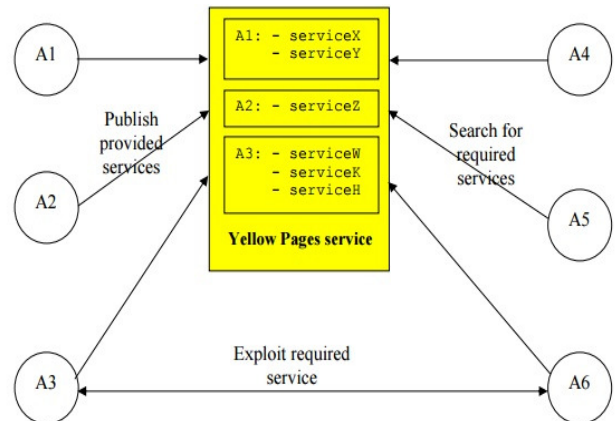 A1
A1: - serviceX
- serviceY
A4
Publish
provided
services
A2: - serviceZ
Search for
required
services
A2
A3: - serviceW
- serviceK
- serviceH
A5
Yellow Pages service
A3
Exploit required
service
A6